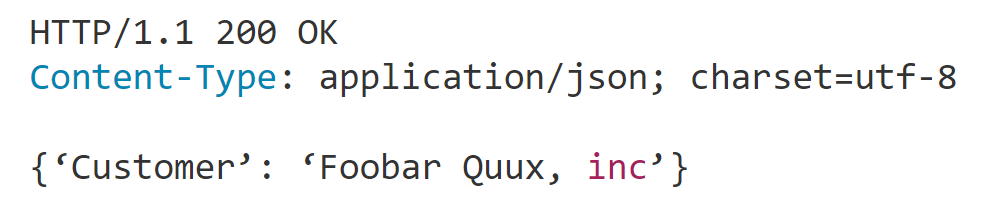 HTTP/1.1 200 OK
Content-Type: application/json; charset=utf-8
{‘Customer’: ‘Foobar Quux, inc’}